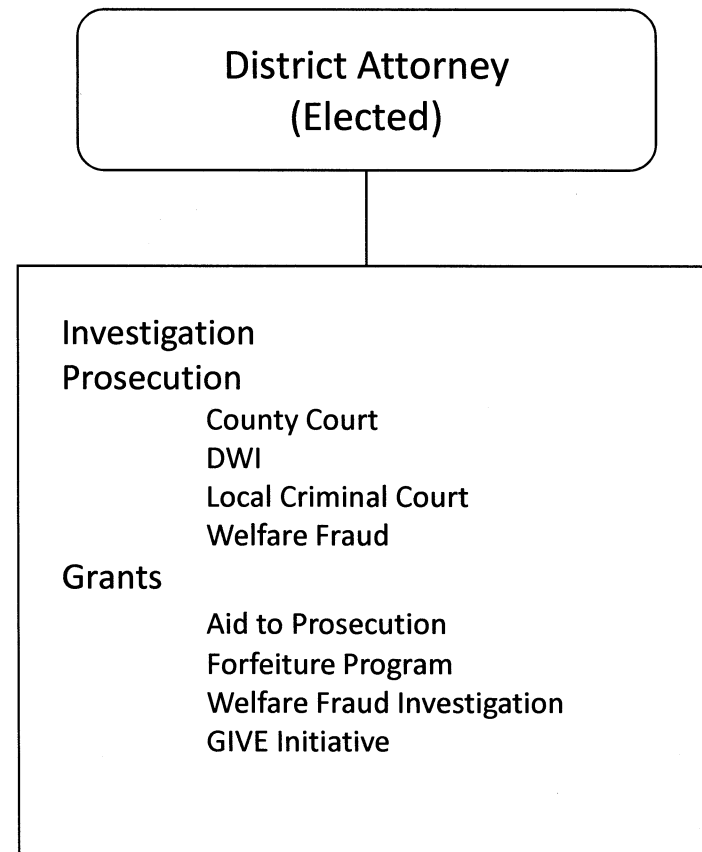 District Attorney
(Elected)
Investigation
Prosecution
County Court
DWI
Local Criminal Court
Welfare Fraud
Grants
Aid to Prosecution
Forfeiture Program
Welfare Fraud Investigation
GIVE Initiative